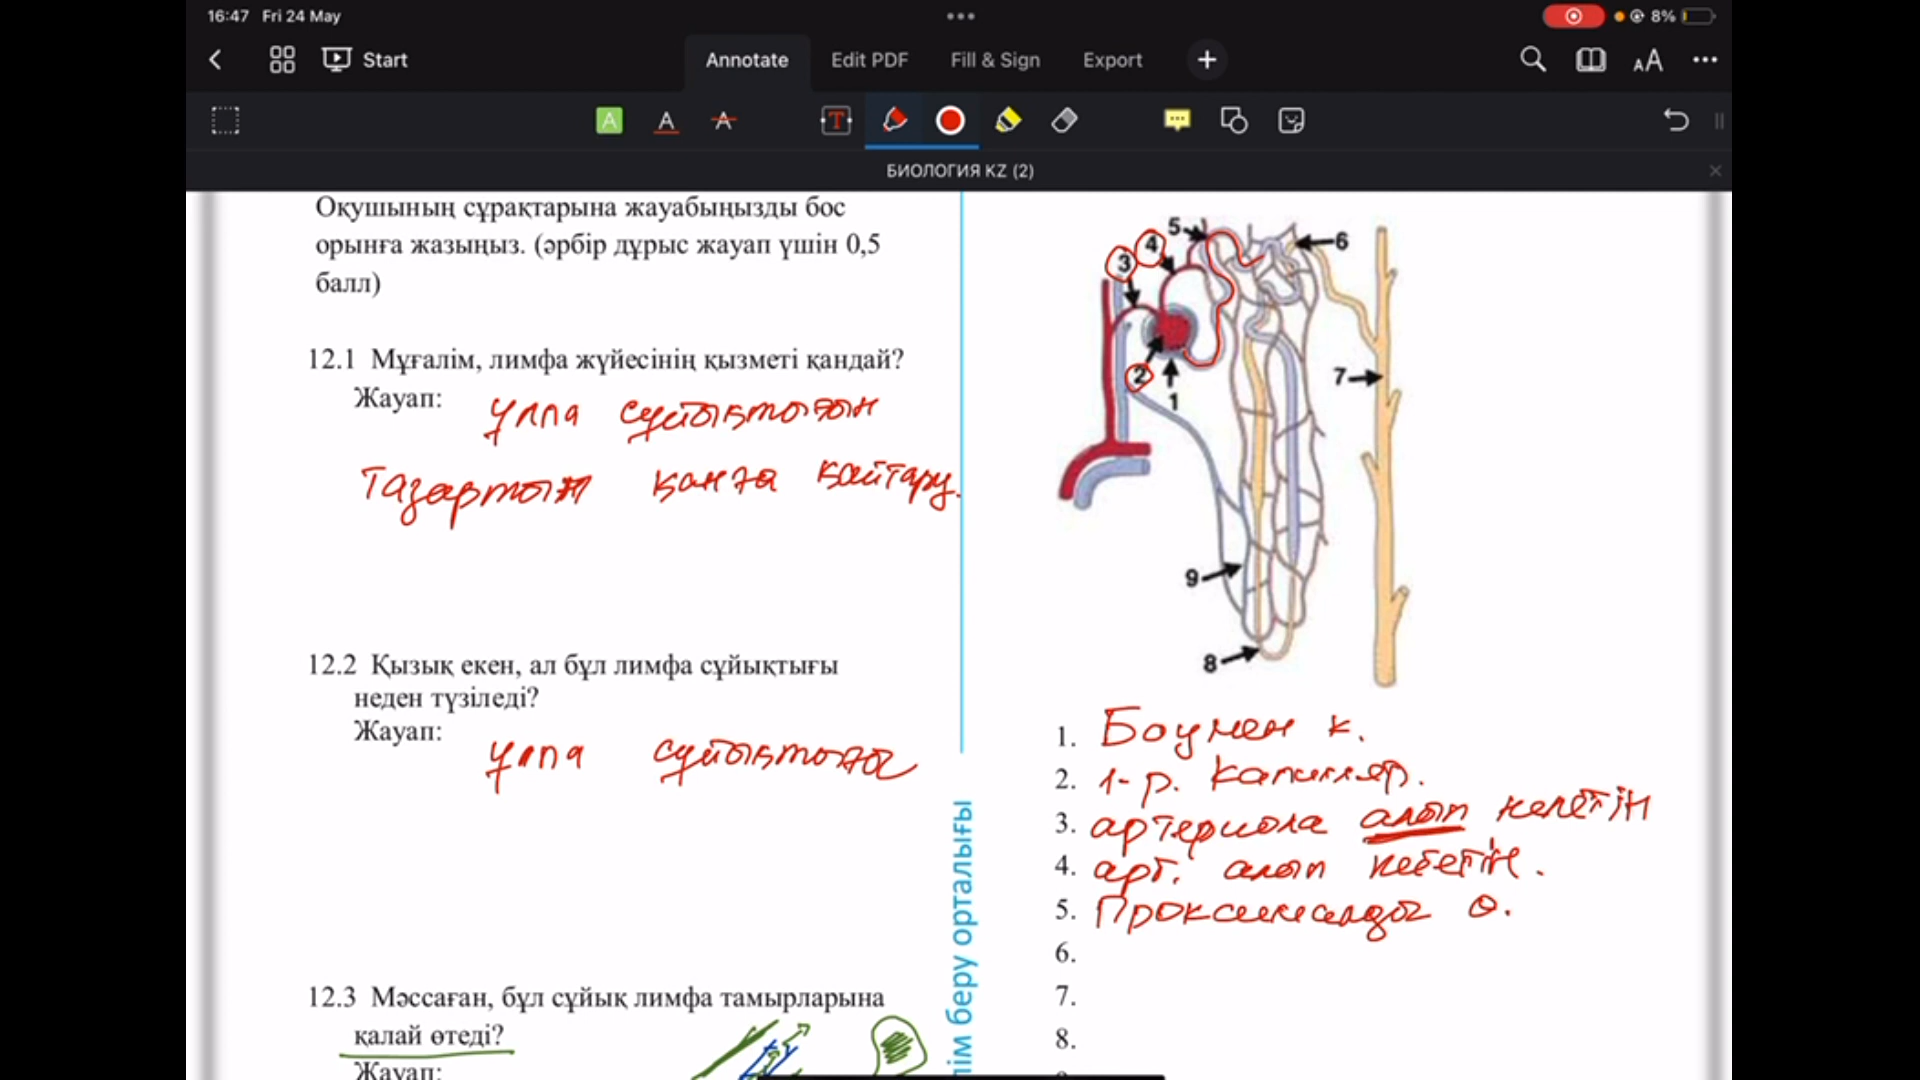 16:47 Fri 24 May
8%
Start
Annotate
Edit PDF
Fill & Sign
Export
БИОЛОГИЯ KZ (2)
Оқушының сұрақтарына жауабыңызды бос
орынға жазыңыз. (әрбір дұрыс жауап үшін 0,5
балл)
12.1 Мұғалім, лимфа жүйесінің қызметі қандай?
Жауап:
ұлпа сұйықтығын
Тазартып қанға қайтару.
12.2 Қызық екен, ал бұл лимфа сұйықтығы
неден түзіледі?
Жауап:
ұлпа сұйықтығы
12.3 Мәссаған, бұл сұйық лимфа тамырларына
қалай өтеді?
Жауап:
лім беру орталығы
5
4
3
6
2
1
7
9
8
1. Боумен к.
2. 1-р. капилляр.
3. артериола алып келетін
4. арт. алып кететін.
5. Проксималды ө.
6.
7.
8.